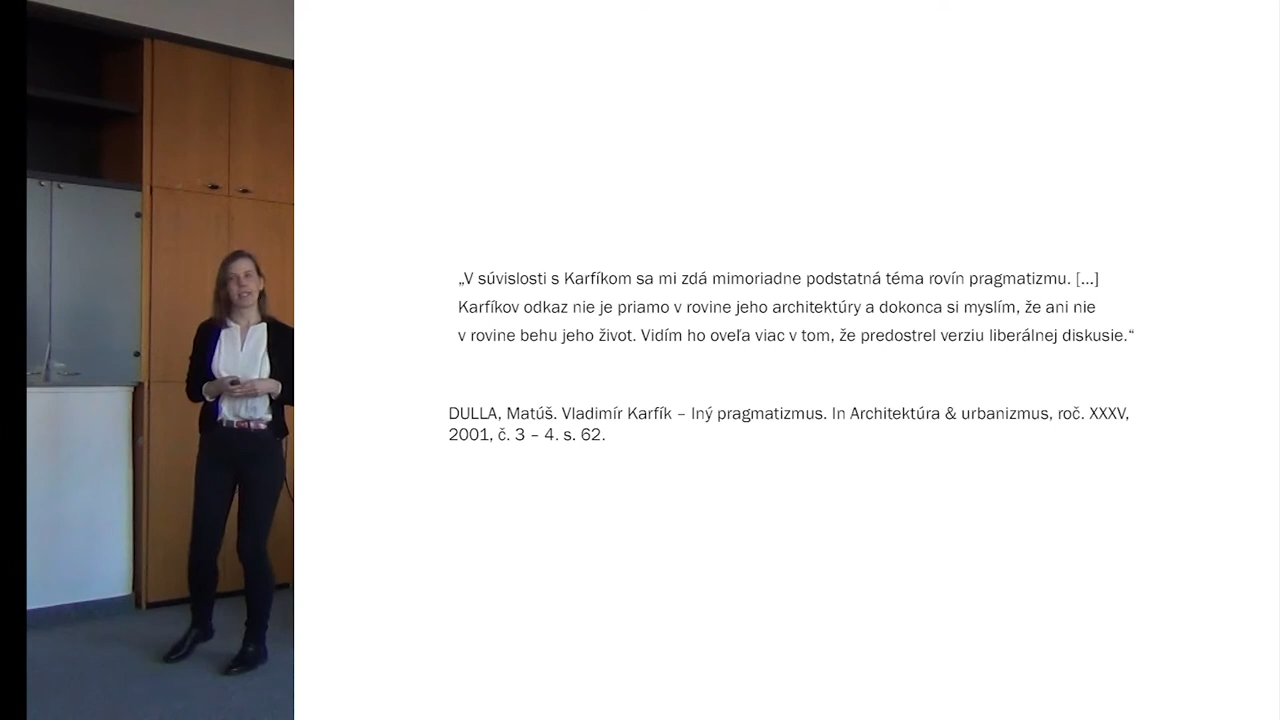 „V súvislosti s Karfíkom sa mi zdá mimoriadne podstatná téma rovín pragmatizmu. [...]
Karfíkov odkaz nie je priamo v rovine jeho architektúry a dokonca si myslím, že ani nie
v rovine behu jeho život. Vidím ho oveľa viac v tom, že predostrel verziu liberálnej diskusie.“
DULLA, Matúš. Vladimír Karfík – Iný pragmatizmus. In Architektúra & urbanizmus, roč. XXXV,
2001, č. 3 – 4. s. 62.